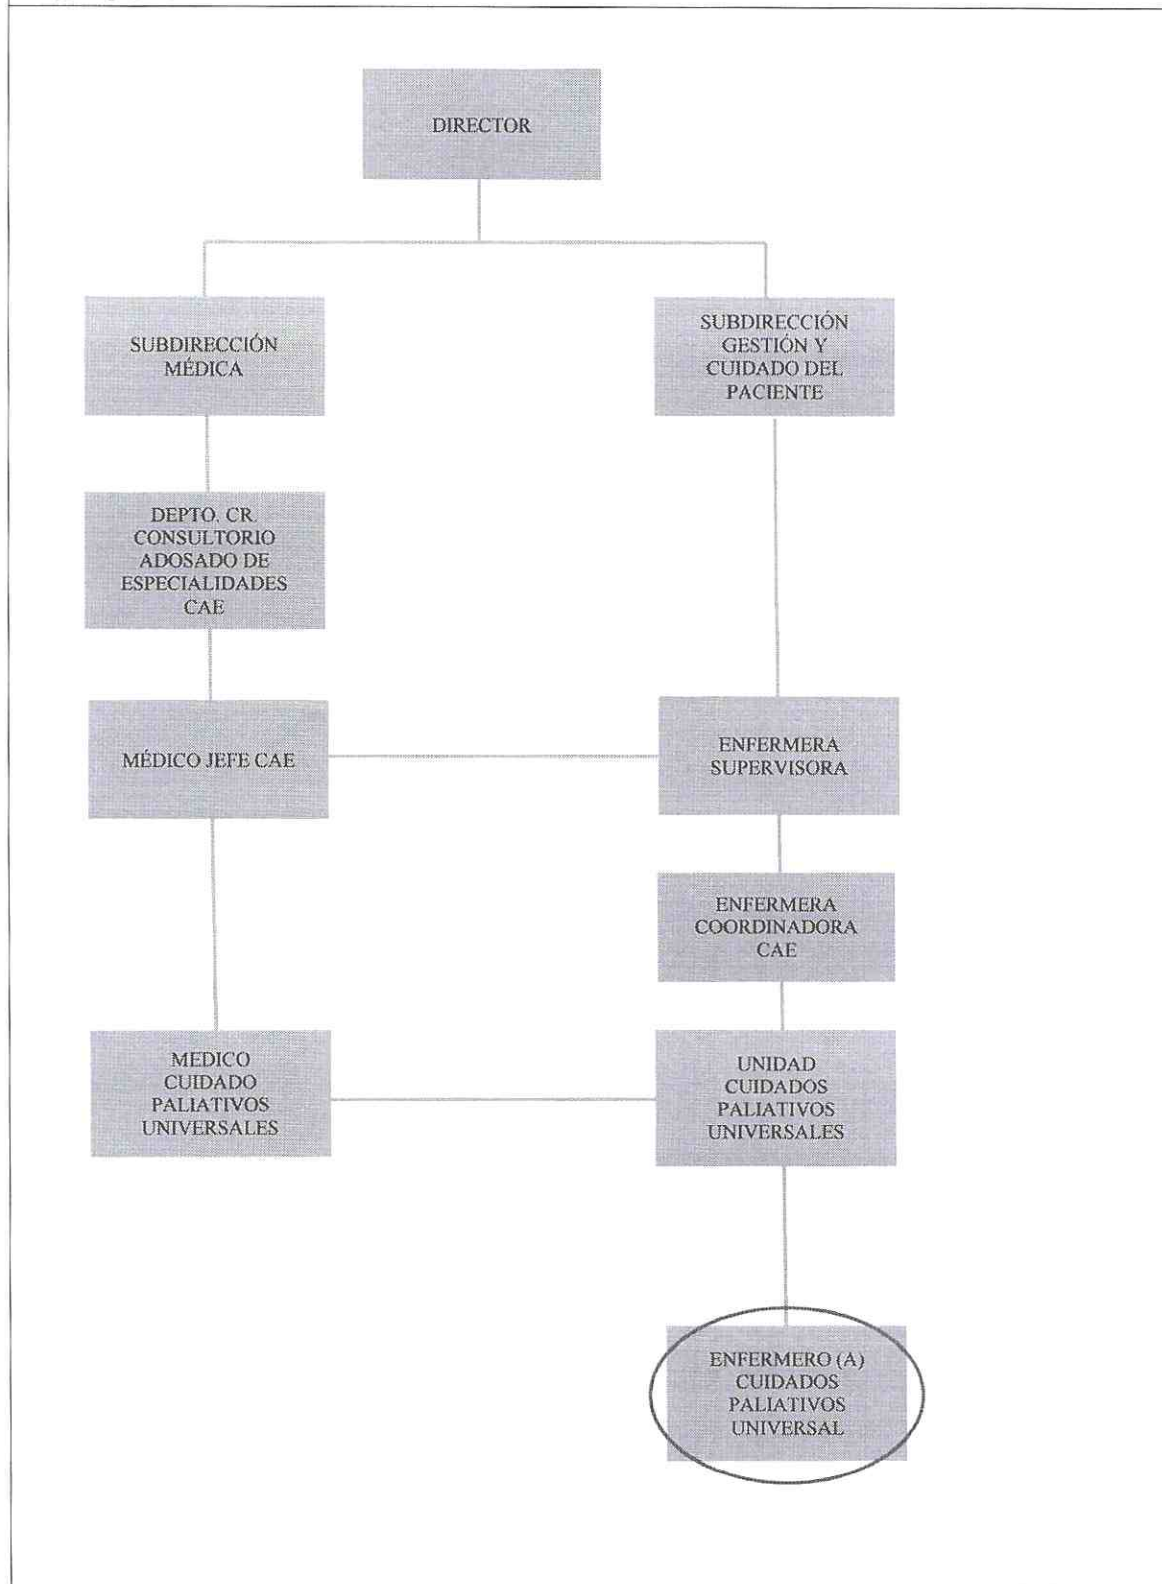 DIRECTOR
SUBDIRECCIÓN
MÉDICA
SUBDIRECCIÓN
GESTIÓN Y
CUIDADO DEL
PACIENTE
DEPTO. CR.
CONSULTORIO
ADOSADO DE
ESPECIALIDADES
CAE
MÉDICO JEFE CAE
ENFERMERA
SUPERVISORA
ENFERMERA
COORDINADORA
CAE
MEDICO
CUIDADO
PALIATIVOS
UNIVERSALES
UNIDAD
CUIDADOS
PALIATIVOS
UNIVERSALES
ENFERMERO (A)
CUIDADOS
PALIATIVOS
UNIVERSAL